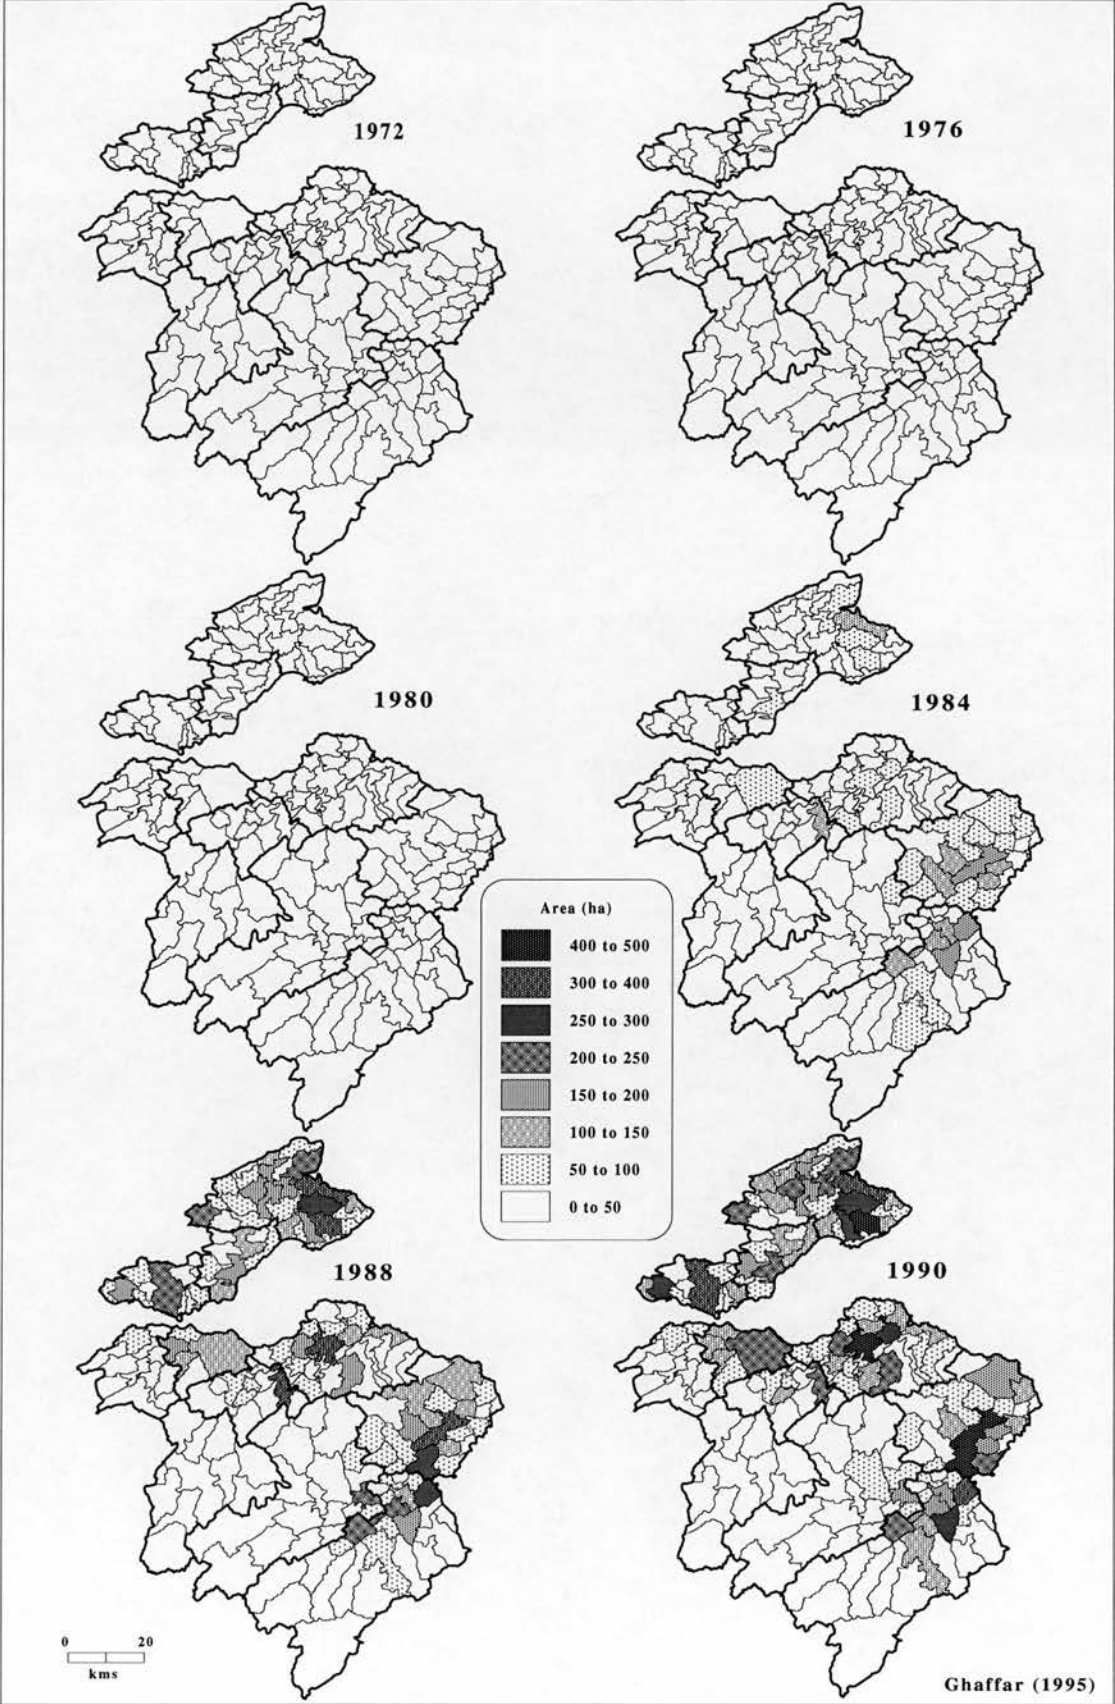 1972
1976
1980
1984
Area (ha)
400 to 500
300 to 400
250 to 300
200 to 250
150 to 200
100 to 150
50 to 100
0 to 50
1988
1990
0 20
kms
Ghaffar (1995)